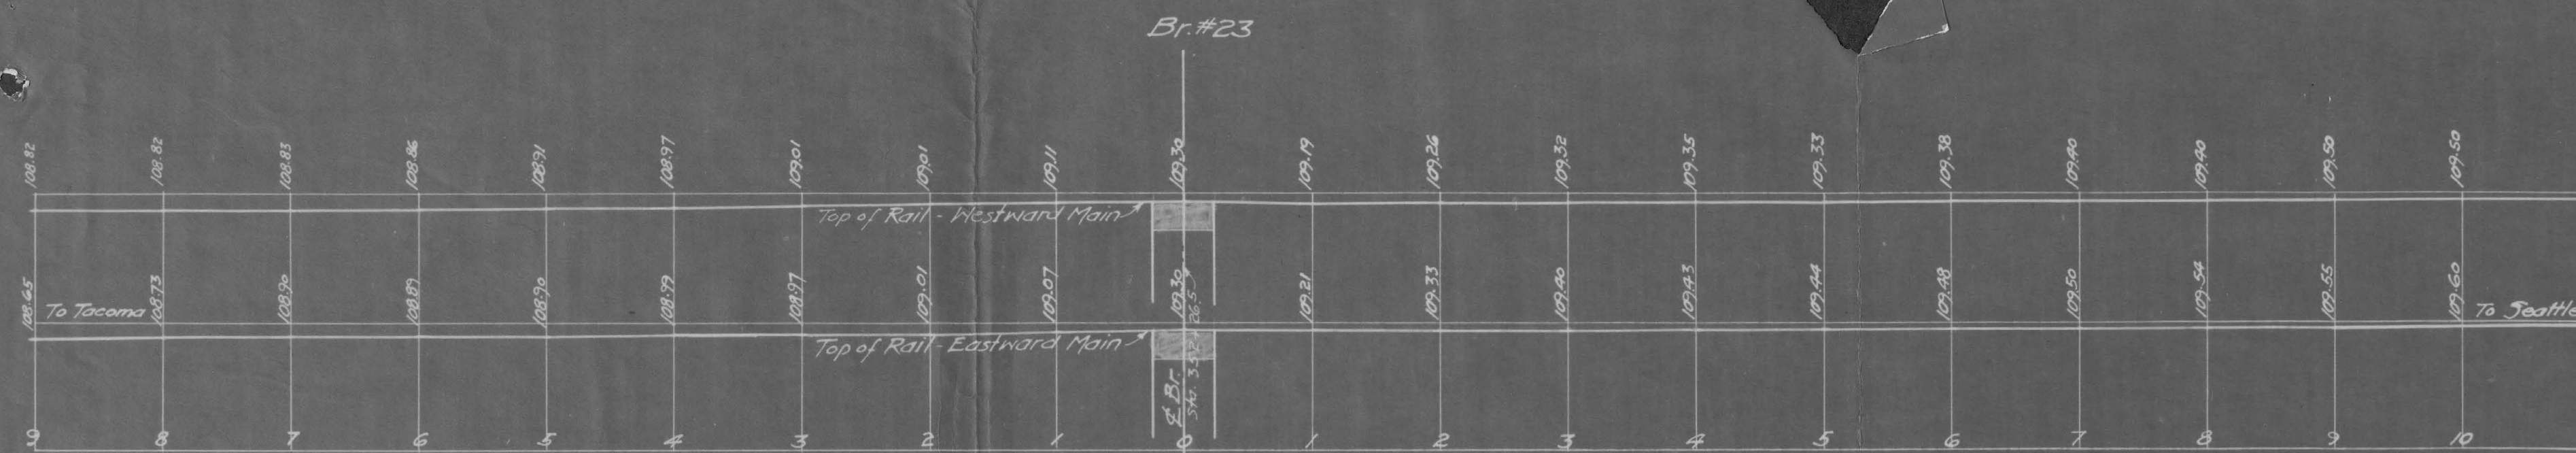 Br.#23
108.82 108.82 108.83 108.86 108.91 108.97 109.01 109.01 109.11 109.30 109.19 109.26 109.32 109.35 109.33 109.38 109.40 109.40 109.50 109.50
Top of Rail - Westward Main
108.65 108.73 108.90 108.89 108.90 108.99 108.97 109.01 109.07 109.30 109.21 109.33 109.40 109.43 109.44 109.48 109.50 109.54 109.55 109.60
To Tacoma
To Seattle
Top of Rail - Eastward Main
℄ Br.
Sta.
9 8 7 6 5 4 3 2 1 0 1 2 3 4 5 6 7 8 9 10